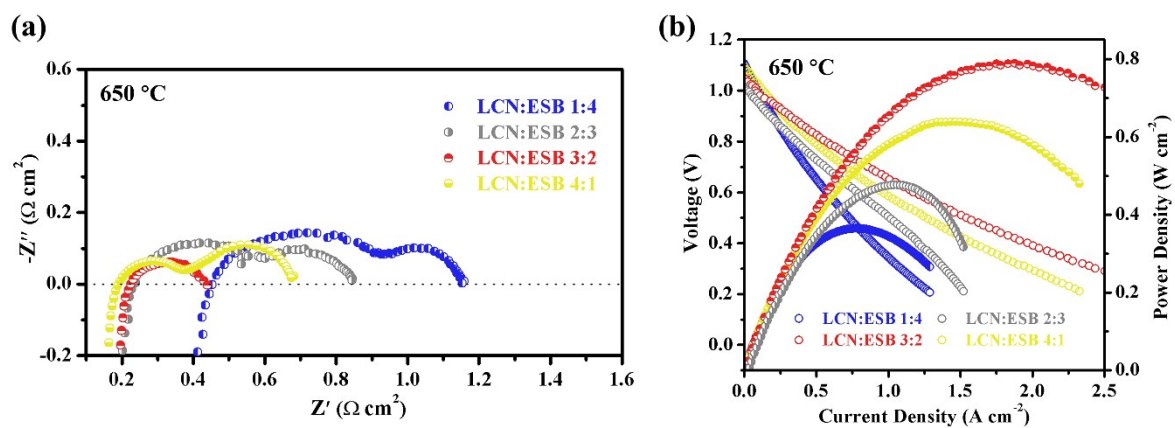 (a)
650 °C
LCN:ESB 1:4
LCN:ESB 2:3
LCN:ESB 3:2
LCN:ESB 4:1
-Z′′ (Ω cm²)
0.6
0.4
0.2
0.0
-0.2
0.2 0.4 0.6 0.8 1.0 1.2 1.4 1.6
Z′ (Ω cm²)
(b)
650 °C
Voltage (V)
1.2
1.0
0.8
0.6
0.4
0.2
0.0
LCN:ESB 1:4 LCN:ESB 2:3
LCN:ESB 3:2 LCN:ESB 4:1
0.0 0.5 1.0 1.5 2.0 2.5
Current Density (A cm⁻²)
0.8
0.6
0.4
0.2
0.0
Power Density (W cm⁻²)